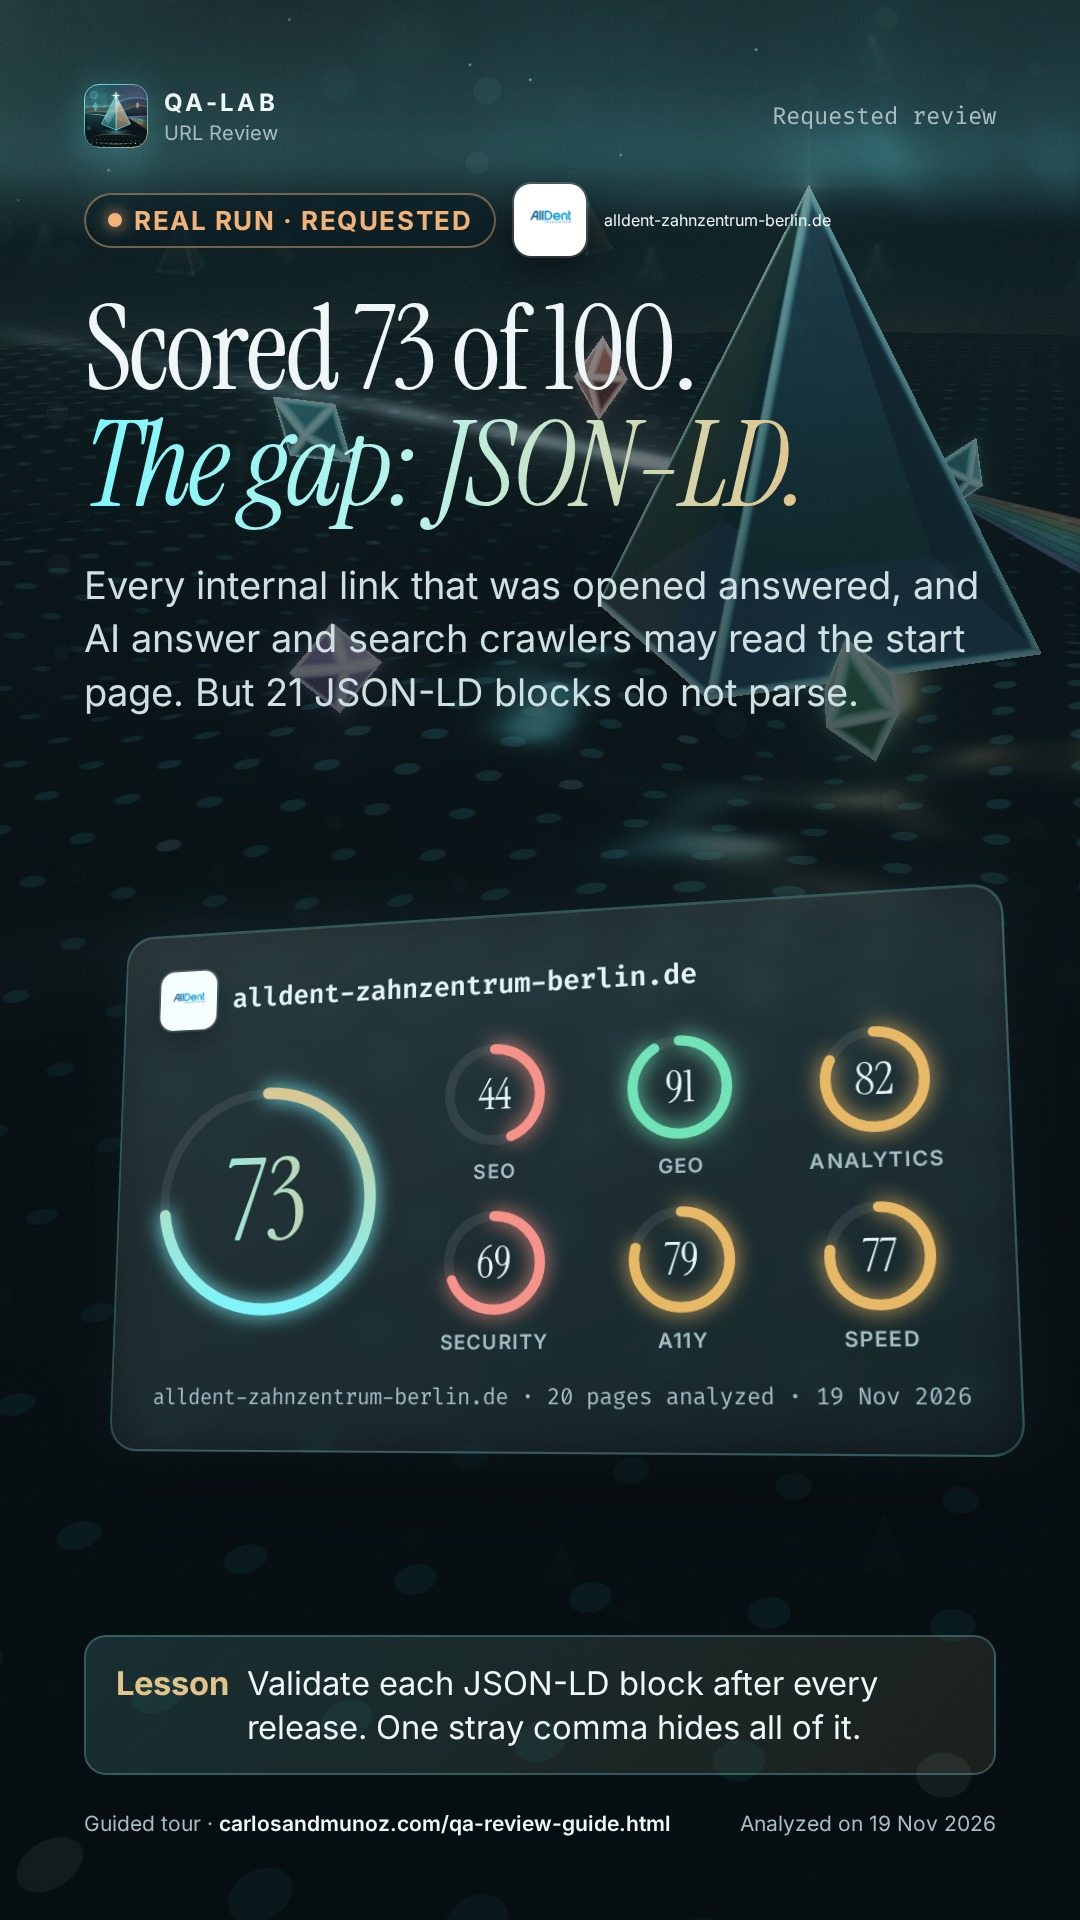 QA-LAB
URL Review
Requested review
REAL RUN · REQUESTED
AllDent
alldent-zahnzentrum-berlin.de
Scored 73 of 100.
The gap: JSON-LD.
Every internal link that was opened answered, and
AI answer and search crawlers may read the start
page. But 21 JSON-LD blocks do not parse.
AllDent
alldent-zahnzentrum-berlin.de
73
44
SEO
91
GEO
82
ANALYTICS
69
SECURITY
79
A11Y
77
SPEED
alldent-zahnzentrum-berlin.de · 20 pages analyzed · 19 Nov 2026
Lesson Validate each JSON-LD block after every
release. One stray comma hides all of it.
Guided tour · carlosandmunoz.com/qa-review-guide.html
Analyzed on 19 Nov 2026